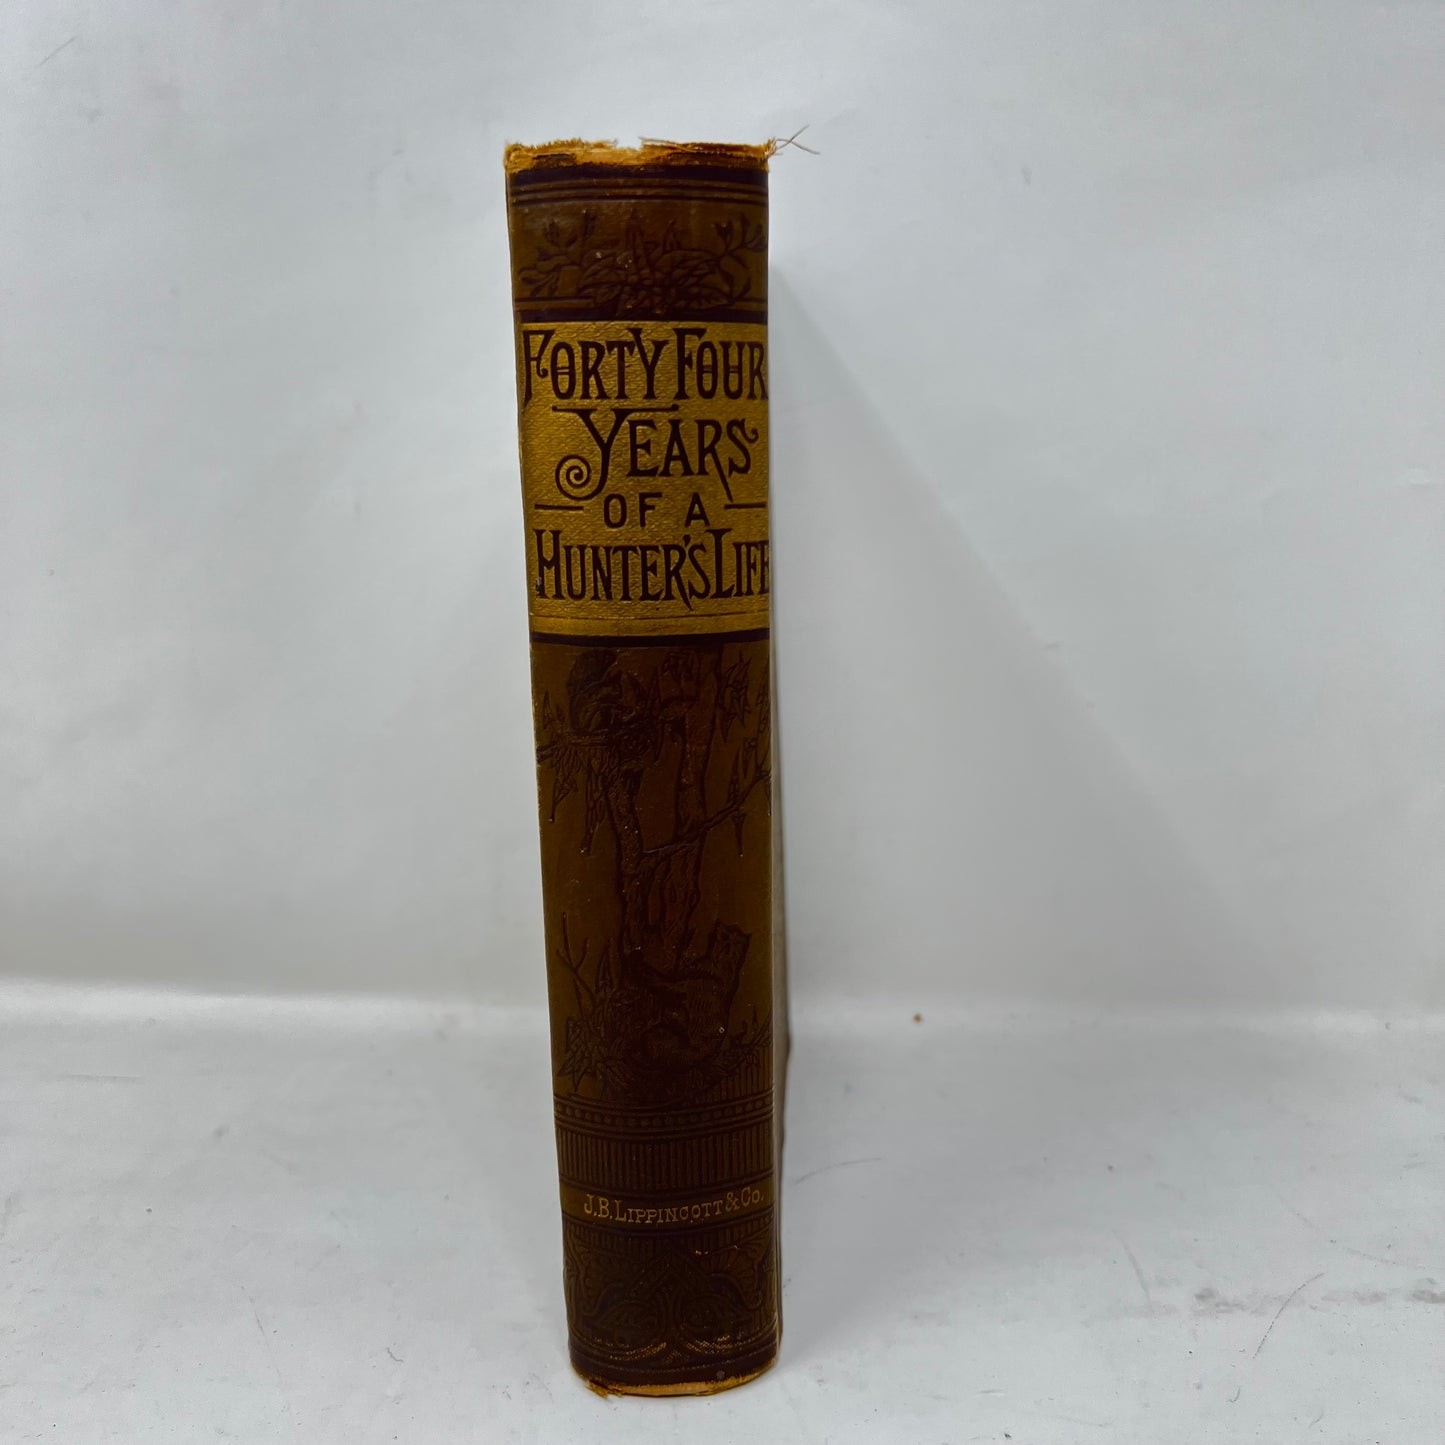 FORTY FOUR
YEARS
OF A
HUNTER'S LIFE
J.B. LIPPINCOTT & CO.